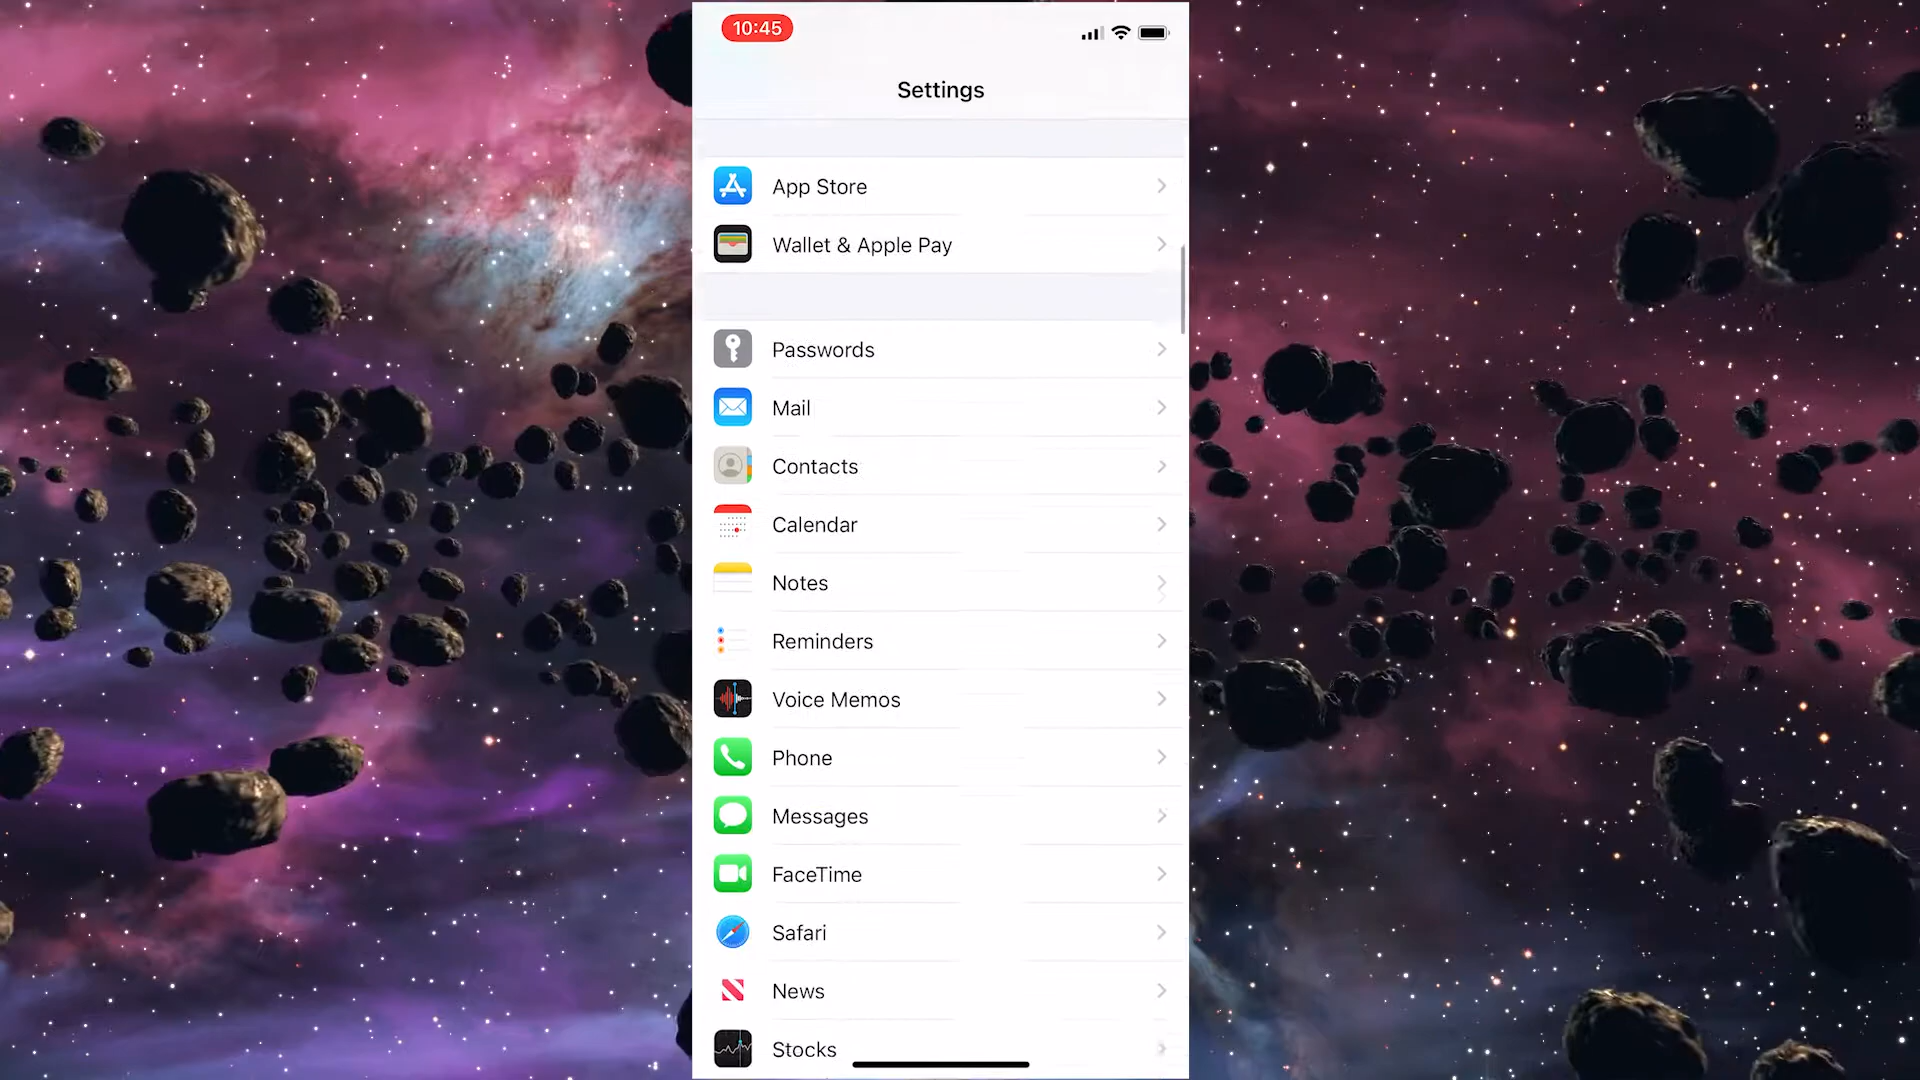 10:45
Settings
App Store
Wallet & Apple Pay
Passwords
Mail
Contacts
Calendar
Notes
Reminders
Voice Memos
Phone
Messages
FaceTime
Safari
News
Stocks